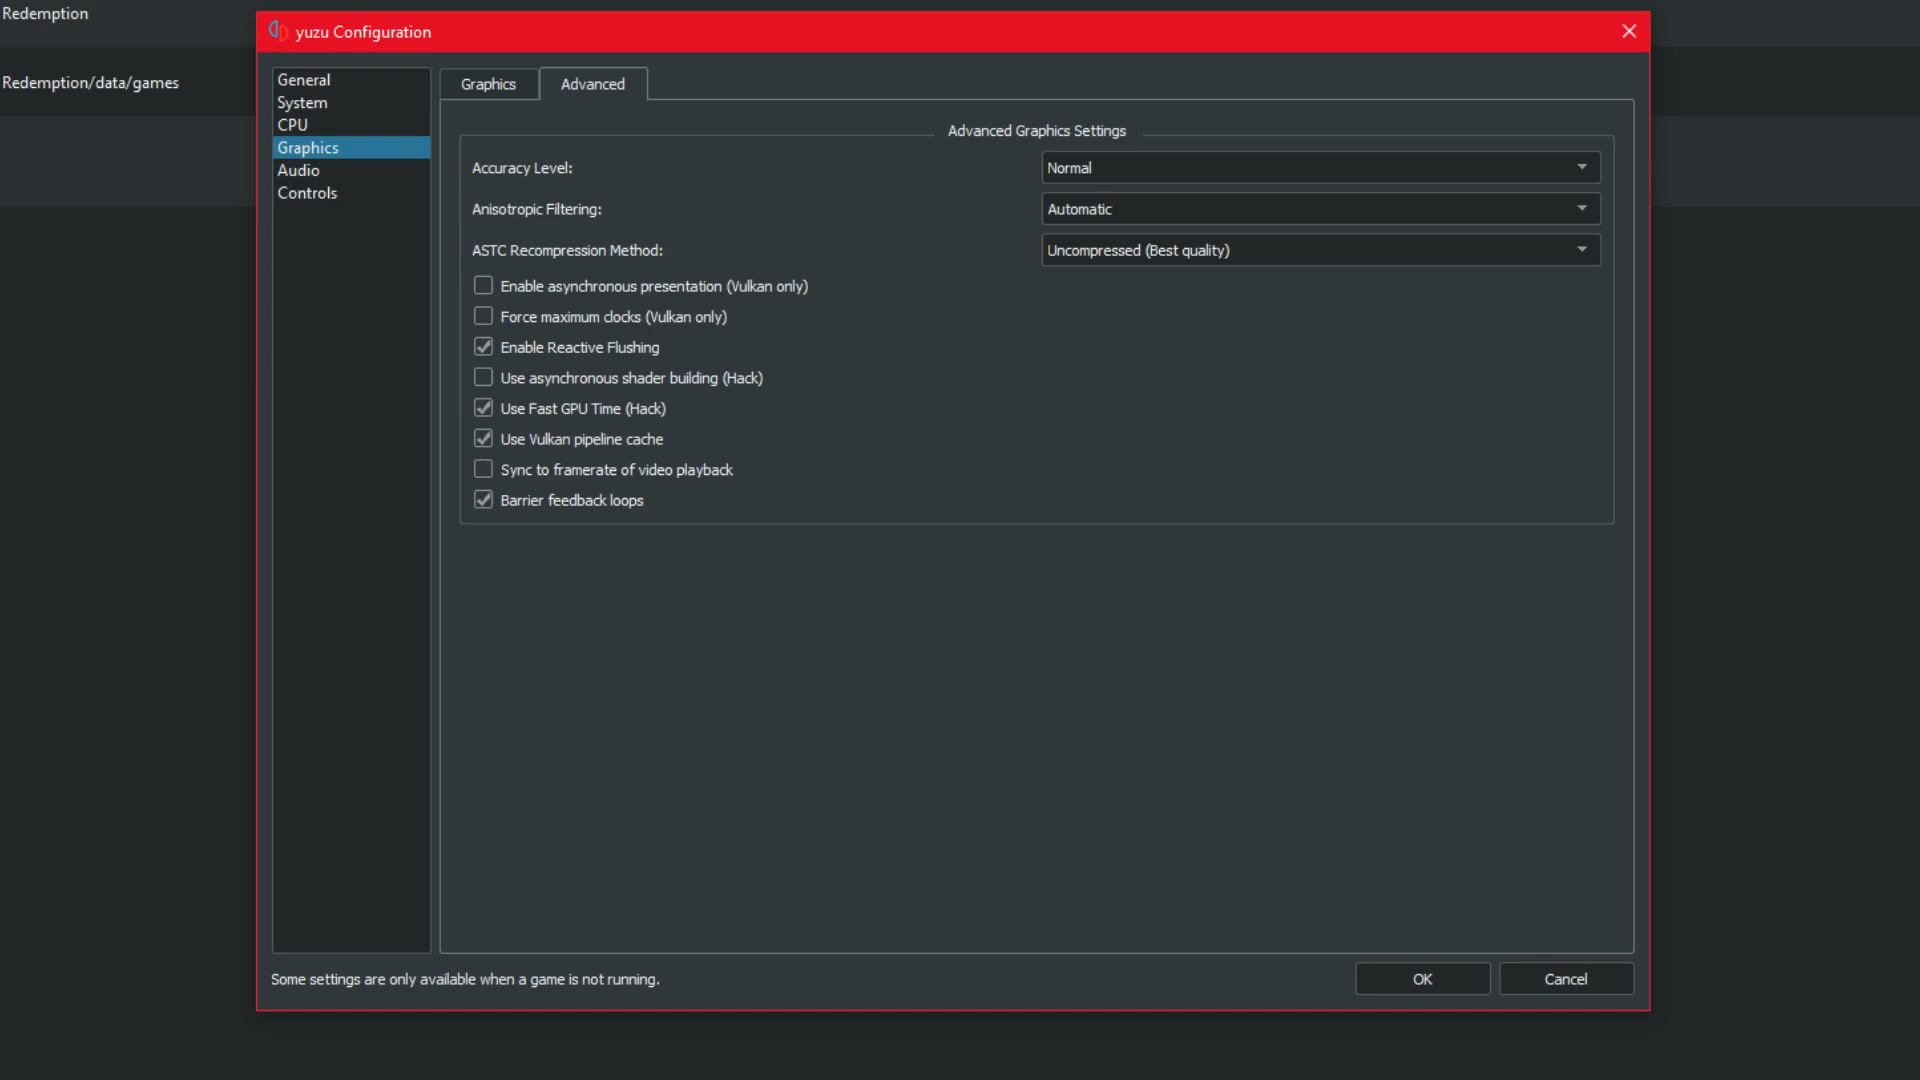 Redemption
Redemption/data/games
yuzu Configuration
General
System
CPU
Graphics
Audio
Controls
Graphics
Advanced
Advanced Graphics Settings
Accuracy Level:
Normal
Anisotropic Filtering:
Automatic
ASTC Recompression Method:
Uncompressed (Best quality)
Enable asynchronous presentation (Vulkan only)
Force maximum clocks (Vulkan only)
Enable Reactive Flushing
Use asynchronous shader building (Hack)
Use Fast GPU Time (Hack)
Use Vulkan pipeline cache
Sync to framerate of video playback
Barrier feedback loops
Some settings are only available when a game is not running.
OK
Cancel